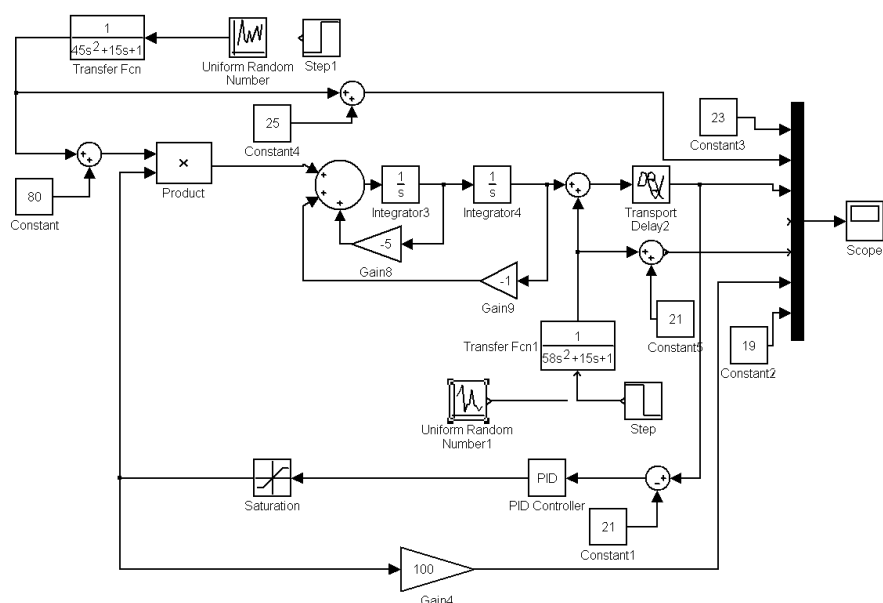 1
45s²+15s+1
Transfer Fcn
Uniform Random
Number
Step1
25
Constant4
23
Constant3
80
Constant
×
Product
1
s
Integrator3
1
s
Integrator4
Transport
Delay2
Scope
-5
Gain8
-1
Gain9
21
Constant5
19
Constant2
Transfer Fcn1
1
58s²+15s+1
Uniform Random
Number1
Step
Saturation
PID
PID Controller
21
Constant1
100
Gain4